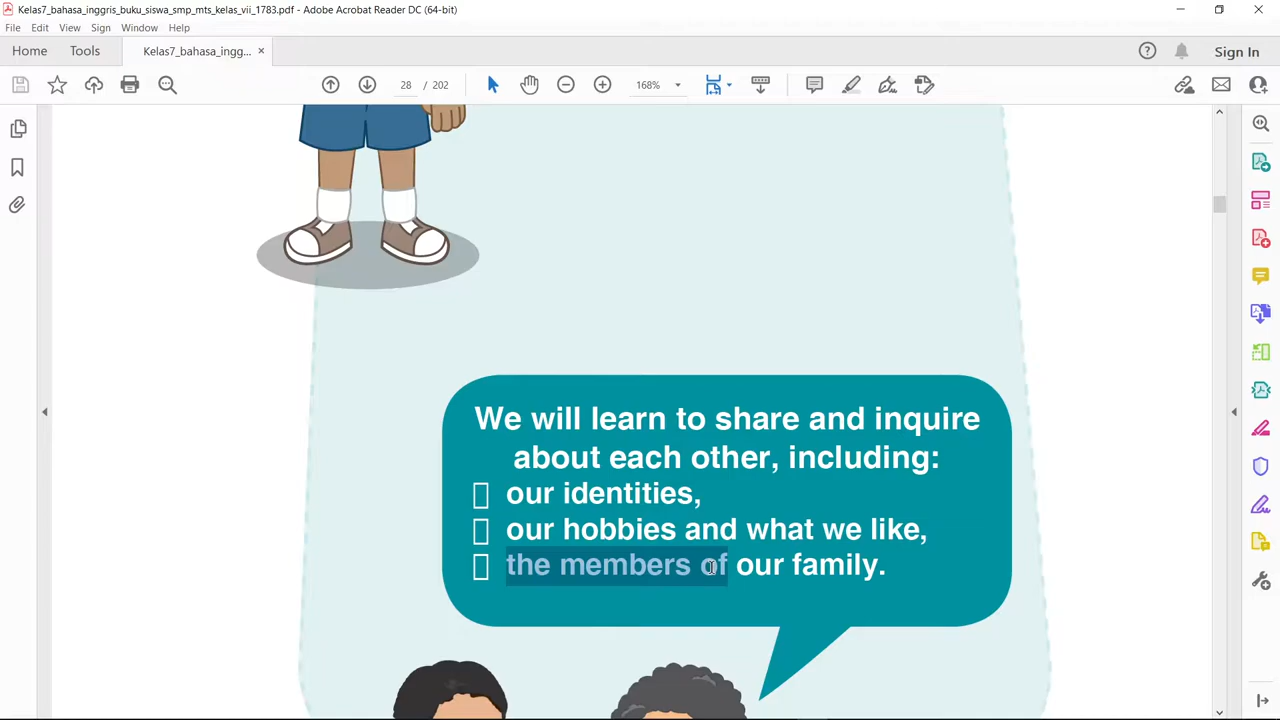 Kelas7_bahasa_inggris_buku_siswa_smp_mts_kelas_vii_1783.pdf - Adobe Acrobat Reader DC (64-bit)
File Edit View Sign Window Help
Home Tools Kelas7_bahasa_ingg... × Sign In
28 / 202 168%
We will learn to share and inquire
about each other, including:
our identities,
our hobbies and what we like,
the members of our family.